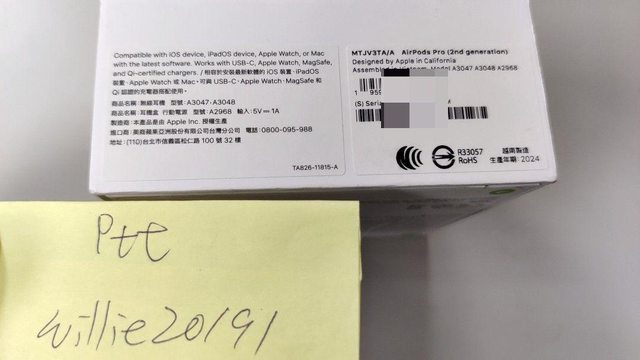 Compatible with iOS device, iPadOS device, Apple Watch, or Mac
with the latest software. Works with USB-C, Apple Watch, MagSafe,
and Qi-certified chargers. / 相容於安裝最新軟體的 iOS 裝置、iPadOS
裝置、Apple Watch 或 Mac。可與 USB-C、Apple Watch、MagSafe 和
Qi 認證的充電器搭配使用。
商品名稱: 無線耳機 型號: A3047、A3048
商品名稱: 耳機盒 行動電源 型號: A2968 輸入: 5V⎓1A
製造商: 本產品是由 Apple Inc. 授權生產
進口商: 美商蘋果亞洲股份有限公司台灣分公司 電話: 0800-095-988
地址: (110)台北市信義區松仁路 100 號 32 樓
TA826-11815-A
MTJV3TA/A AirPods Pro (2nd generation)
Designed by Apple in California
Model A3047 A3048 A2968
(S) Seria
R33057
RoHS
越南製造
生產年期: 2024
Ptt
willie20191